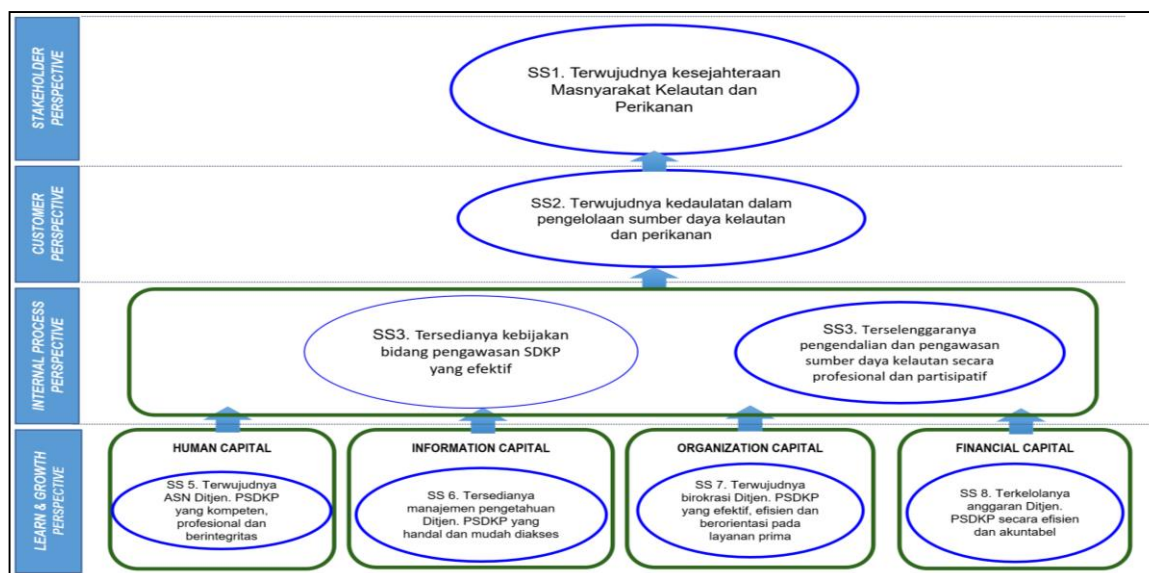 STAKEHOLDER
PERSPECTIVE
SS1. Terwujudnya kesejahteraan
Masnyarakat Kelautan dan
Perikanan
CUSTOMER
PERSPECTIVE
SS2. Terwujudnya kedaulatan dalam
pengelolaan sumber daya kelautan
dan perikanan
INTERNAL PROCESS
PERSPECTIVE
SS3. Tersedianya kebijakan
bidang pengawasan SDKP
yang efektif
SS3. Terselenggaranya
pengendalian dan pengawasan
sumber daya kelautan secara
profesional dan partisipatif
LEARN & GROWTH
PERSPECTIVE
HUMAN CAPITAL
SS 5. Terwujudnya
ASN Ditjen. PSDKP
yang kompeten,
profesional dan
berintegritas
INFORMATION CAPITAL
SS 6. Tersedianya
manajemen pengetahuan
Ditjen. PSDKP yang
handal dan mudah diakses
ORGANIZATION CAPITAL
SS 7. Terwujudnya
birokrasi Ditjen. PSDKP
yang efektif, efisien dan
berorientasi pada
layanan prima
FINANCIAL CAPITAL
SS 8. Terkelolanya
anggaran Ditjen.
PSDKP secara efisien
dan akuntabel